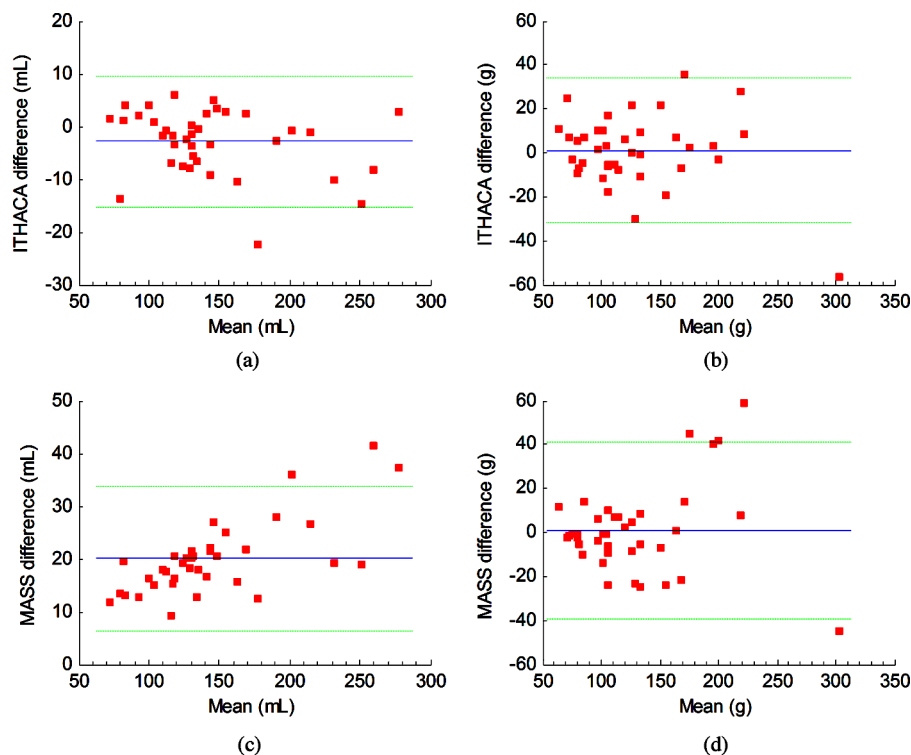 20
10
0
-10
-20
-30
ITHACA difference (mL)
50 100 150 200 250 300
Mean (mL)
(a)
60
40
20
0
-20
-40
-60
ITHACA difference (g)
50 100 150 200 250 300 350
Mean (g)
(b)
50
40
30
20
10
0
MASS difference (mL)
50 100 150 200 250 300
Mean (mL)
(c)
60
40
20
0
-20
-40
-60
MASS difference (g)
50 100 150 200 250 300 350
Mean (g)
(d)